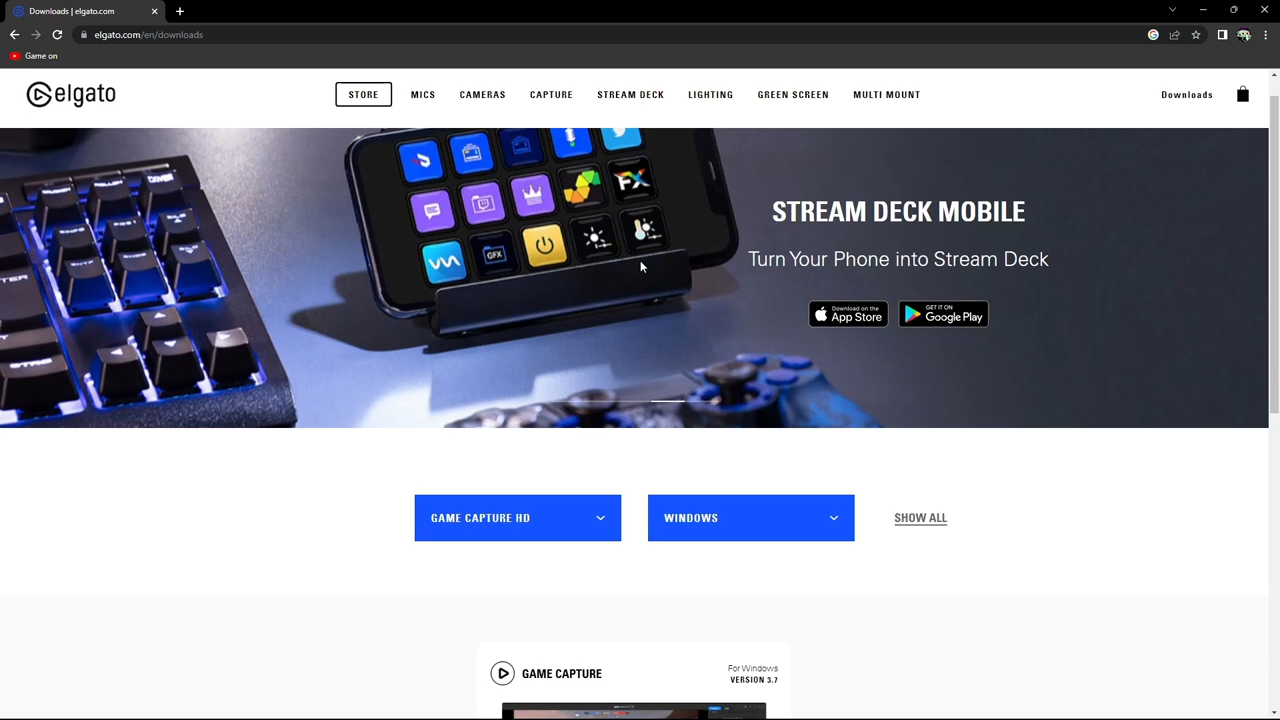 Downloads | elgato.com
elgato.com/en/downloads
Game on
elgato
STORE
MICS
CAMERAS
CAPTURE
STREAM DECK
LIGHTING
GREEN SCREEN
MULTI MOUNT
Downloads
GFX
FX
STREAM DECK MOBILE
Turn Your Phone into Stream Deck
Download on the
App Store
GET IT ON
Google Play
GAME CAPTURE HD
WINDOWS
SHOW ALL
GAME CAPTURE
For Windows
VERSION 3.7